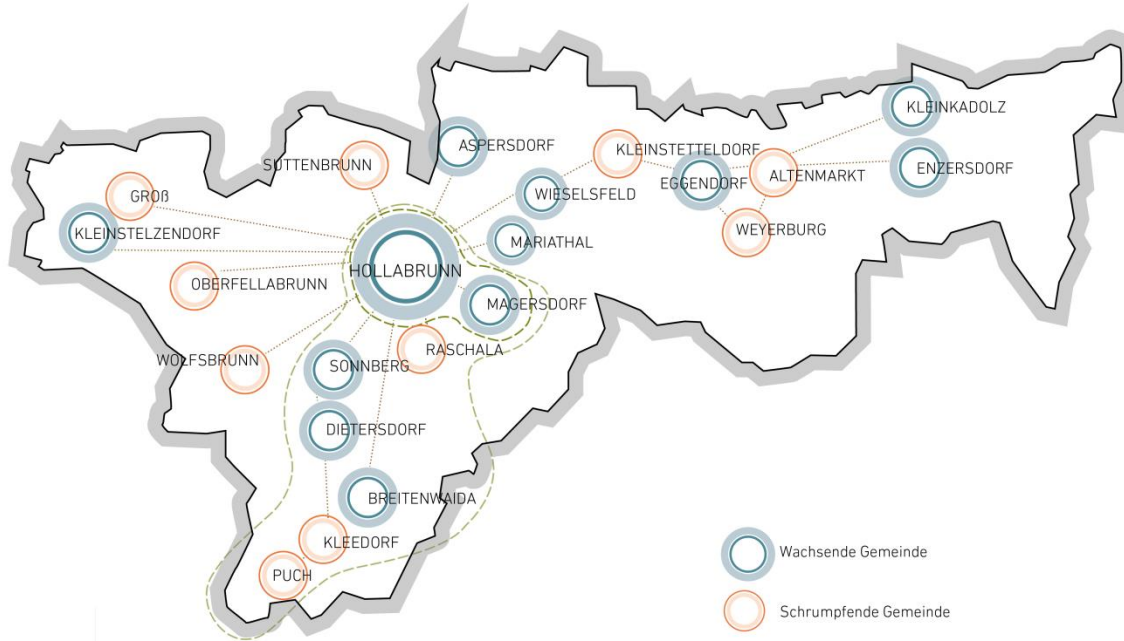 KLEINKADOLZ
ASPERSDORF
KLEINSTETTELDORF
SUTTENBRUNN
ENZERSDORF
ALTENMARKT
EGGENDORF
WIESELSFELD
GROß
KLEINSTELZENDORF
WEYERBURG
MARIATHAL
HOLLABRUNN
OBERFELLABRUNN
MAGERSDORF
RASCHALA
WOLFSBRUNN
SONNBERG
DIETERSDORF
BREITENWAIDA
KLEEDORF
PUCH
Wachsende Gemeinde
Schrumpfende Gemeinde